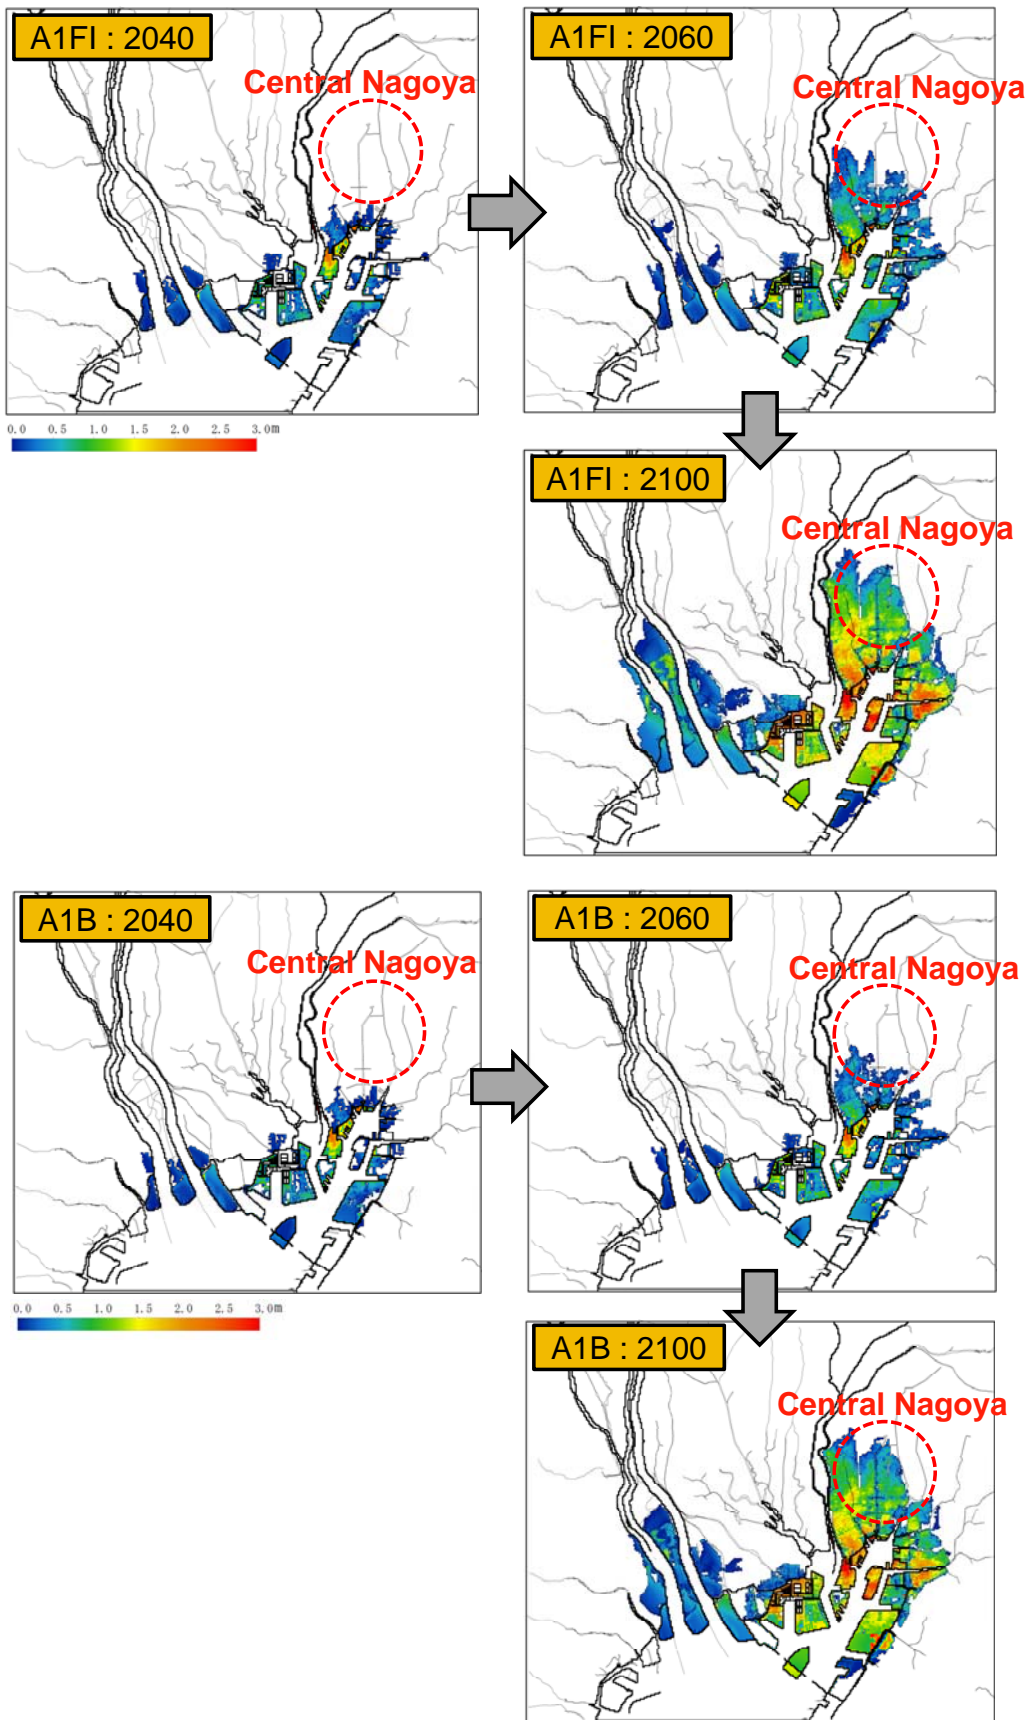 A1FI : 2040
Central Nagoya
A1FI : 2060
Central Nagoya
0.0 0.5 1.0 1.5 2.0 2.5 3.0m
A1FI : 2100
Central Nagoya
A1B : 2040
Central Nagoya
A1B : 2060
Central Nagoya
0.0 0.5 1.0 1.5 2.0 2.5 3.0m
A1B : 2100
Central Nagoya